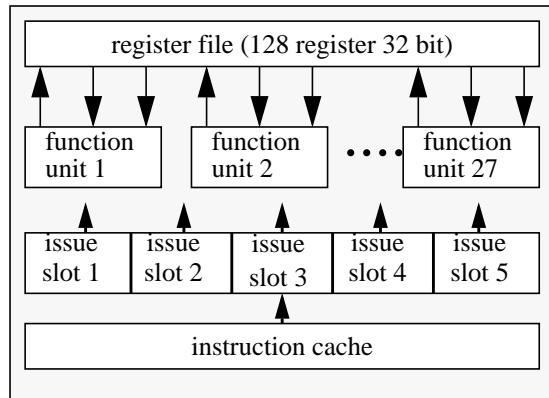 register file (128 register 32 bit)
function
unit 1
function
unit 2
function
unit 27
issue
slot 1
issue
slot 2
issue
slot 3
issue
slot 4
issue
slot 5
instruction cache